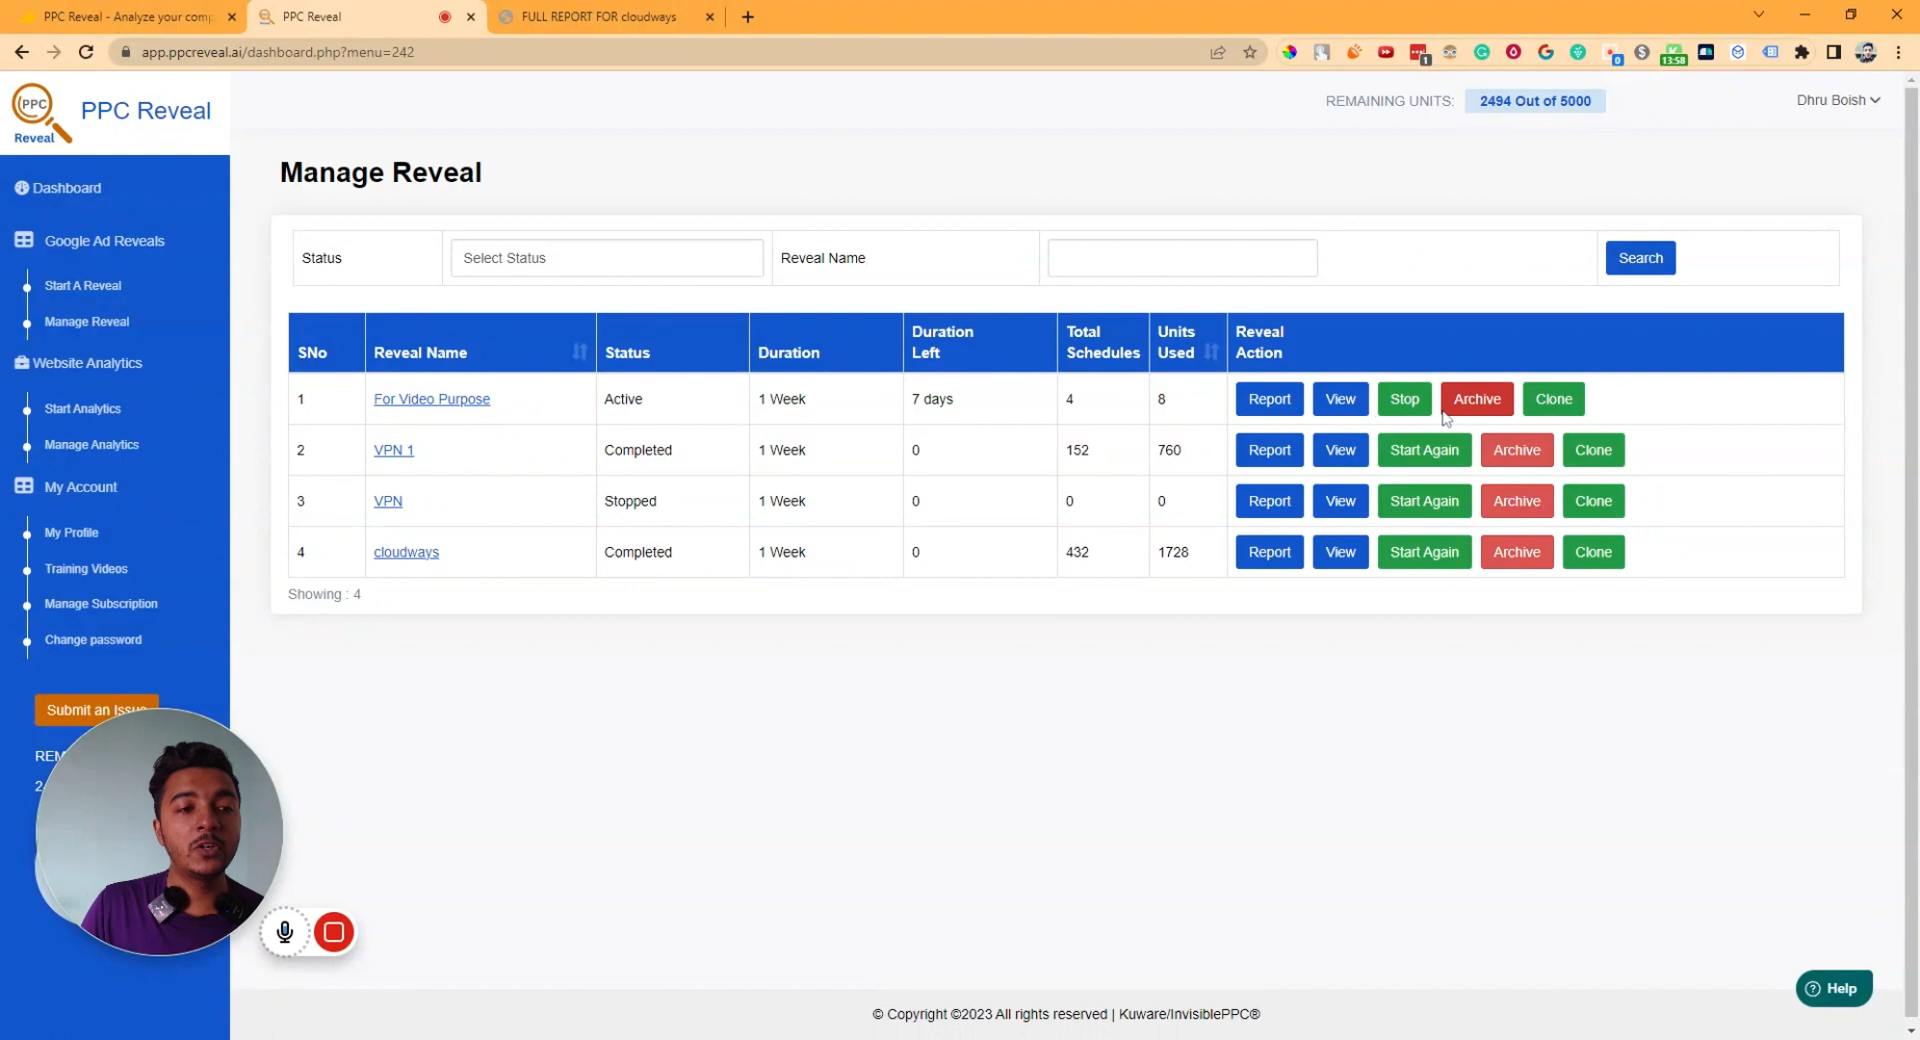 PPC Reveal - Analyze your comp
PPC Reveal
FULL REPORT FOR cloudways
app.ppcreveal.ai/dashboard.php?menu=242
1
0
13:58
PPC
Reveal
PPC Reveal
REMAINING UNITS:
2494 Out of 5000
Dhru Boish
Dashboard
Google Ad Reveals
Start A Reveal
Manage Reveal
Website Analytics
Start Analytics
Manage Analytics
My Account
My Profile
Training Videos
Manage Subscription
Change password
Submit an Issue
REM
2
Manage Reveal
Status
Select Status
Reveal Name
Search
SNo Reveal Name Status Duration Duration Left Total Schedules Units Used Reveal Action
1 For Video Purpose Active 1 Week 7 days 4 8 Report View Stop Archive Clone
2 VPN 1 Completed 1 Week 0 152 760 Report View Start Again Archive Clone
3 VPN Stopped 1 Week 0 0 0 Report View Start Again Archive Clone
4 cloudways Completed 1 Week 0 432 1728 Report View Start Again Archive Clone
Showing : 4
Help
© Copyright ©2023 All rights reserved | Kuware/InvisiblePPC®